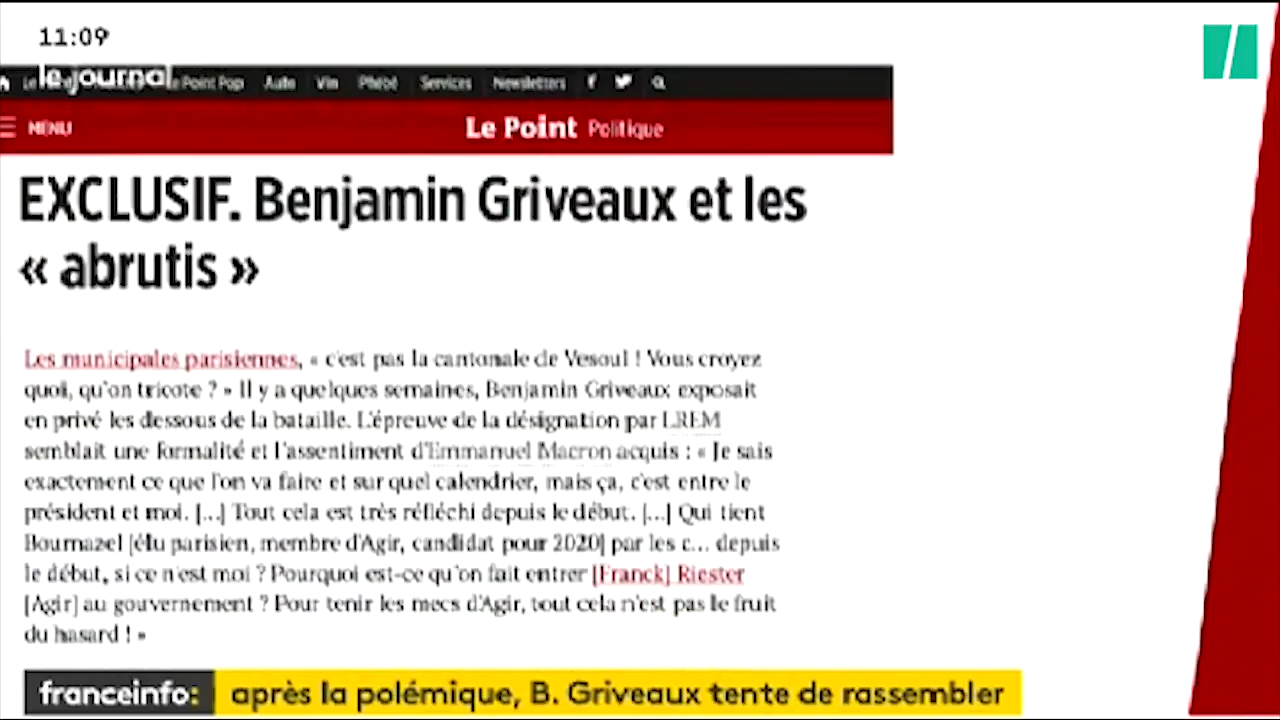 11:09
le journal
Le Point Pop Auto Vin Phébé Services Newsletters
MENU
Le Point Politique
EXCLUSIF. Benjamin Griveaux et les
« abrutis »
Les municipales parisiennes, « c'est pas la cantonale de Vesoul ! Vous croyez
quoi, qu'on tricote ? » Il y a quelques semaines, Benjamin Griveaux exposait
en privé les dessous de la bataille. L'épreuve de la désignation par LREM
semblait une formalité et l'assentiment d'Emmanuel Macron acquis : « Je sais
exactement ce que l'on va faire et sur quel calendrier, mais ça, c'est entre le
président et moi. [...] Tout cela est très réfléchi depuis le début. [...] Qui tient
Bournazel [élu parisien, membre d'Agir, candidat pour 2020] par les c... depuis
le début, si ce n'est moi ? Pourquoi est-ce qu'on fait entrer [Franck] Riester
[Agir] au gouvernement ? Pour tenir les mecs d'Agir, tout cela n'est pas le fruit
du hasard ! »
franceinfo: après la polémique, B. Griveaux tente de rassembler